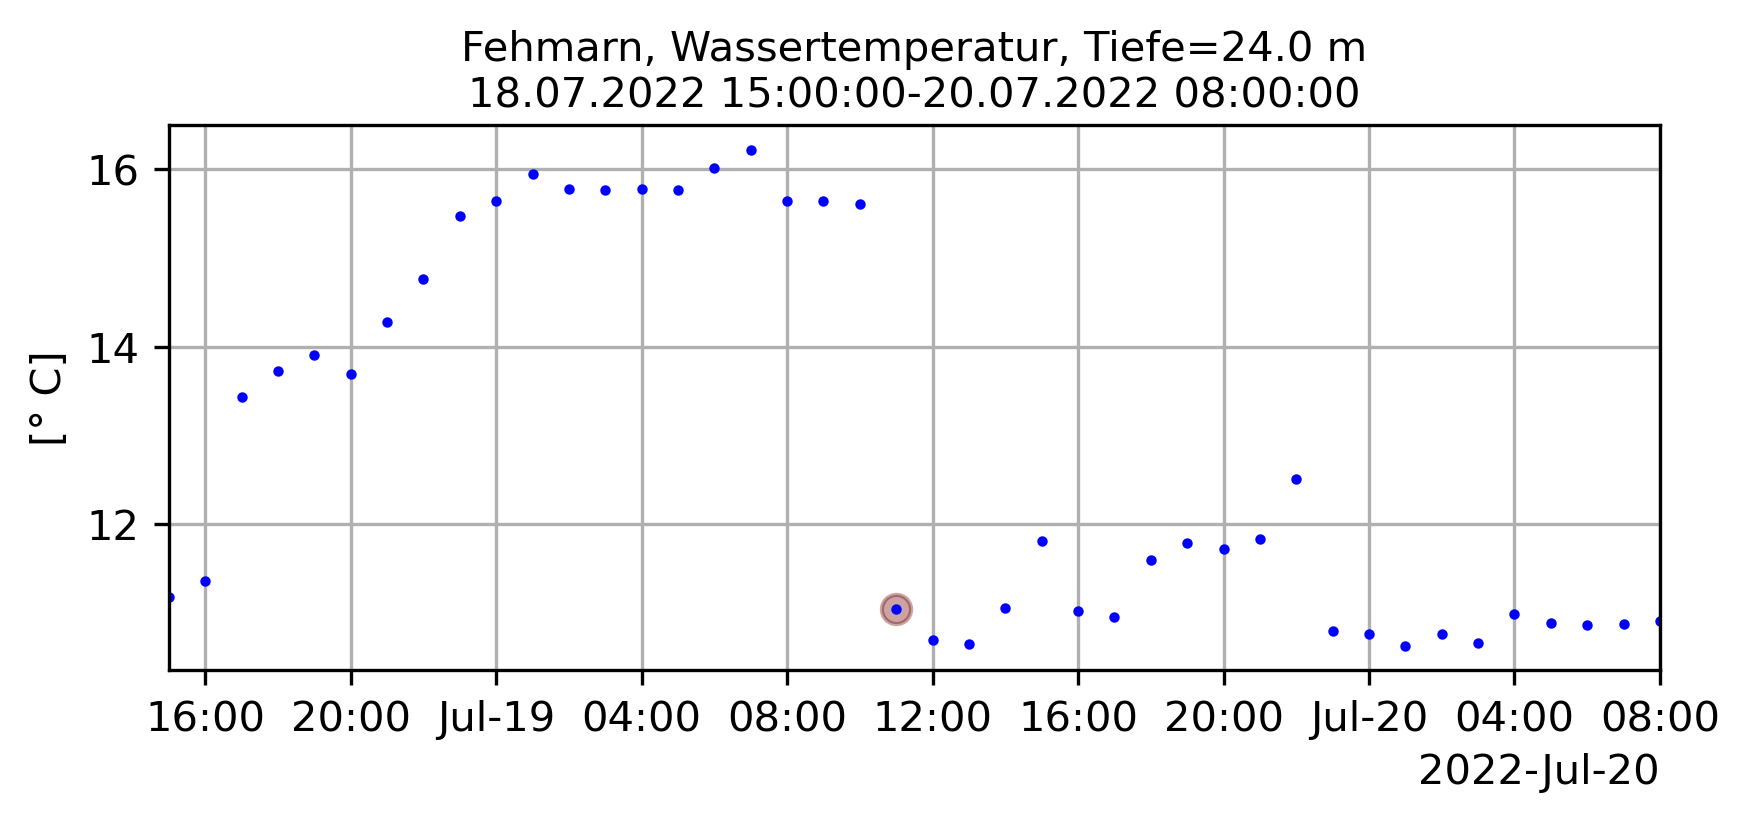 Fehmarn, Wassertemperatur, Tiefe=24.0 m
18.07.2022 15:00:00-20.07.2022 08:00:00
16
14
12
[° C]
16:00 20:00 Jul-19 04:00 08:00 12:00 16:00 20:00 Jul-20 04:00 08:00
2022-Jul-20